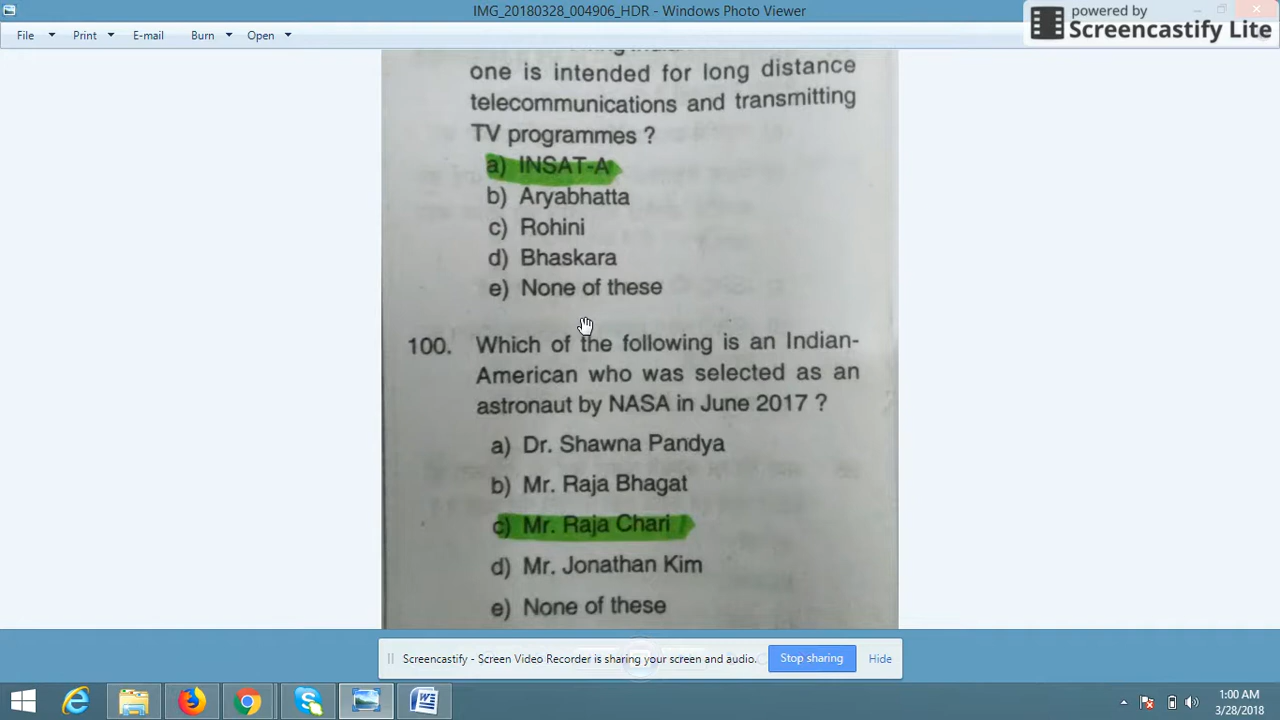 IMG_20180328_004906_HDR - Windows Photo Viewer
powered by
Screencastify Lite
File Print E-mail Burn Open
one is intended for long distance
telecommunications and transmitting
TV programmes ?
a) INSAT-A
b) Aryabhatta
c) Rohini
d) Bhaskara
e) None of these
100. Which of the following is an Indian-
American who was selected as an
astronaut by NASA in June 2017 ?
a) Dr. Shawna Pandya
b) Mr. Raja Bhagat
c) Mr. Raja Chari
d) Mr. Jonathan Kim
e) None of these
Screencastify - Screen Video Recorder is sharing your screen and audio. Stop sharing Hide
1:00 AM
3/28/2018